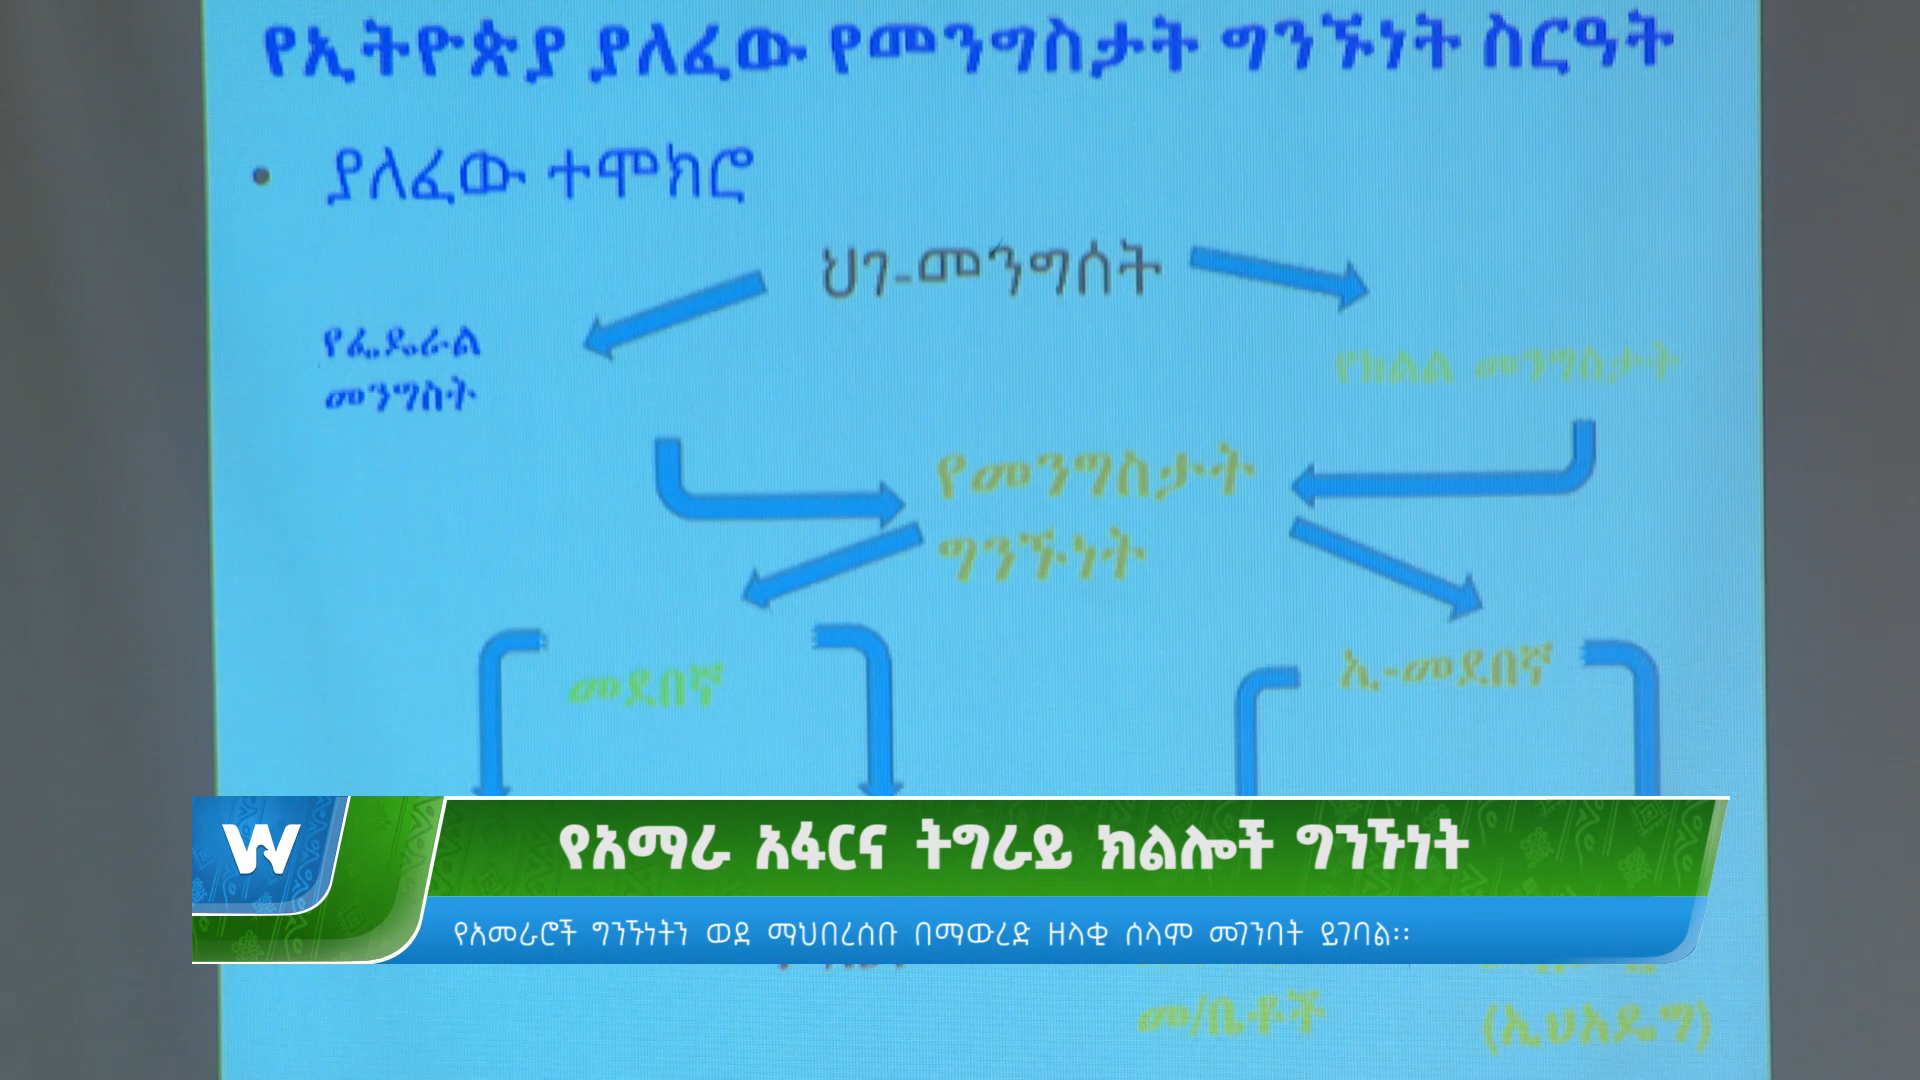 የኢትዮጵያ ያለፈው የመንግስታት ግንኙነት ስርዓት
• ያለፈው ተሞክሮ
ህገ-መንግሰት
የፌዴራል
መንግስት
የክልል መንግስታት
የመንግስታት
ግንኙነት
መደበኛ
ኢ-መደበኛ
W
የአማራ አፋርና ትግራይ ክልሎች ግንኙነት
የአመራሮች ግንኙነትን ወደ ማህበረሰቡ በማውረድ ዘላቂ ሰላም መገንባት ይገባል፡፡
መ/ቤቶች
(ኢህአዴግ)